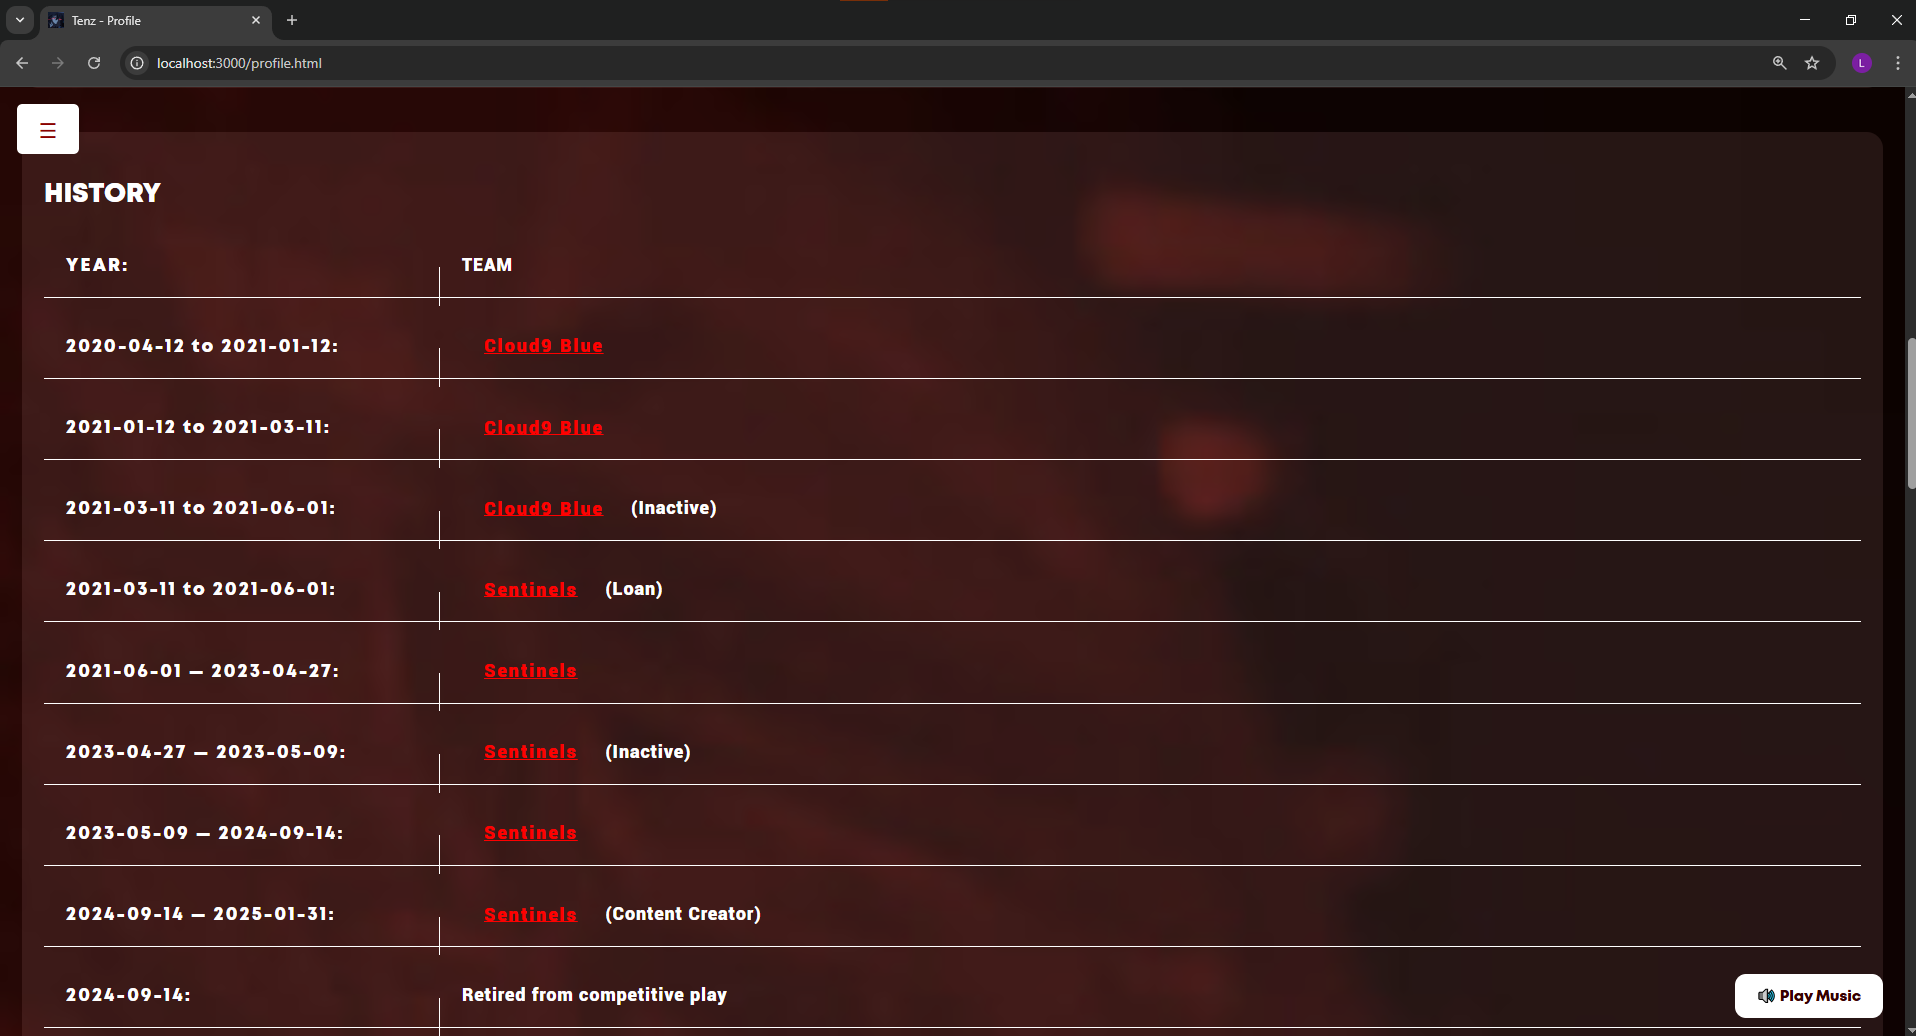 Tenz - Profile
localhost:3000/profile.html
L
HISTORY
YEAR: TEAM
2020-04-12 to 2021-01-12: Cloud9 Blue
2021-01-12 to 2021-03-11: Cloud9 Blue
2021-03-11 to 2021-06-01: Cloud9 Blue (Inactive)
2021-03-11 to 2021-06-01: Sentinels (Loan)
2021-06-01 — 2023-04-27: Sentinels
2023-04-27 — 2023-05-09: Sentinels (Inactive)
2023-05-09 — 2024-09-14: Sentinels
2024-09-14 — 2025-01-31: Sentinels (Content Creator)
2024-09-14: Retired from competitive play
🔊 Play Music